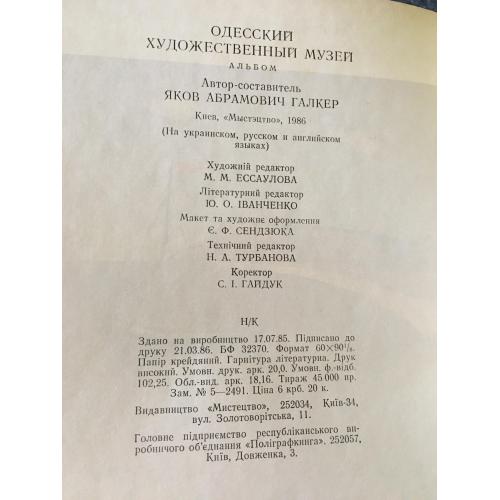 ОДЕССКИЙ
ХУДОЖЕСТВЕННЫЙ МУЗЕЙ
АЛЬБОМ
Автор-составитель
ЯКОВ АБРАМОВИЧ ГАЛКЕР
Киев, «Мыстэцтво», 1986
(На украинском, русском и английском
языках)
Художній редактор
М. М. ЕССАУЛОВА
Літературний редактор
Ю. О. ІВАНЧЕНКО
Макет та художнє оформлення
Є. Ф. СЕНДЗЮКА
Технічний редактор
Н. А. ТУРБАНОВА
Коректор
С. І. ГАЙДУК
Н/К
Здано на виробництво 17.07.85. Підписано до
друку 21.03.86. БФ 32370. Формат 60×90¹/₈.
Папір крейдяний. Гарнітура літературна. Друк
високий. Умовн. друк. арк. 20,0. Умовн. ф.-відб.
102,25. Обл.-вид. арк. 18,16. Тираж 45 000 пр.
Зам. № 5—2491. Ціна 6 крб. 20 к.
Видавництво «Мистецтво», 252034, Київ-34,
вул. Золотоворітська, 11.
Головне підприємство республіканського ви-
робничого об'єднання «Поліграфкнига». 252057,
Київ, Довженка, 3.